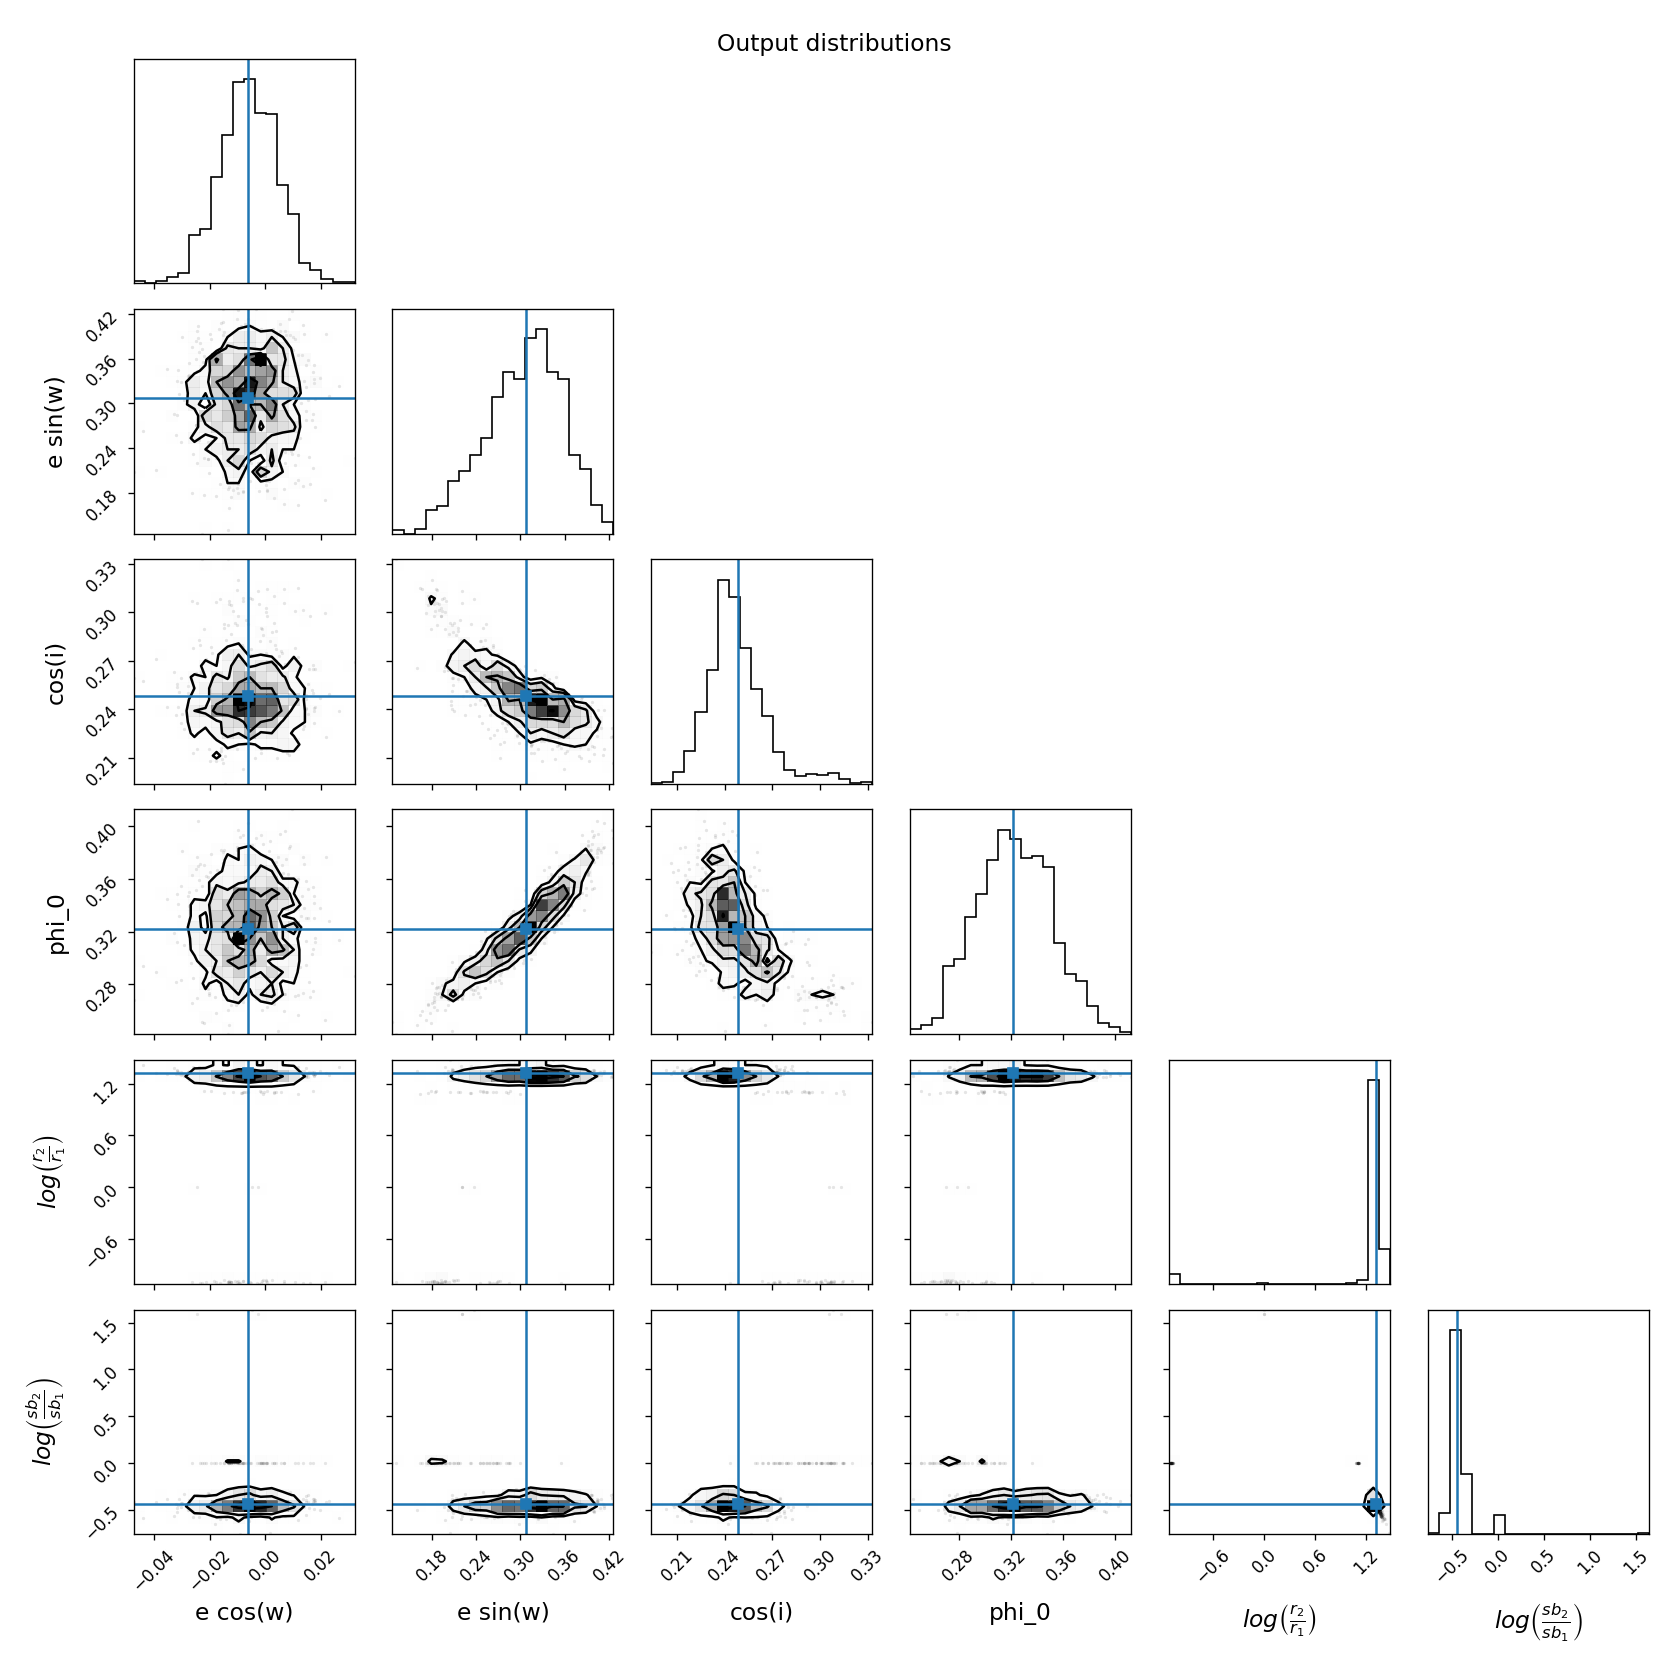 Output distributions
0.42
0.36
0.30
0.24
0.18
e sin(w)
0.33
0.30
0.27
0.24
0.21
cos(i)
0.40
0.36
0.32
0.28
phi_0
1.2
0.6
0.0
−0.6
log(r₂/r₁)
1.5
1.0
0.5
0.0
−0.5
log(sb₂/sb₁)
−0.04 −0.02 0.00 0.02 0.18 0.24 0.30 0.36 0.42 0.21 0.24 0.27 0.30 0.33 0.28 0.32 0.36 0.40 −0.6 0.0 0.6 1.2 −0.5 0.0 0.5 1.0 1.5
e cos(w) e sin(w) cos(i) phi_0 log(r₂/r₁) log(sb₂/sb₁)